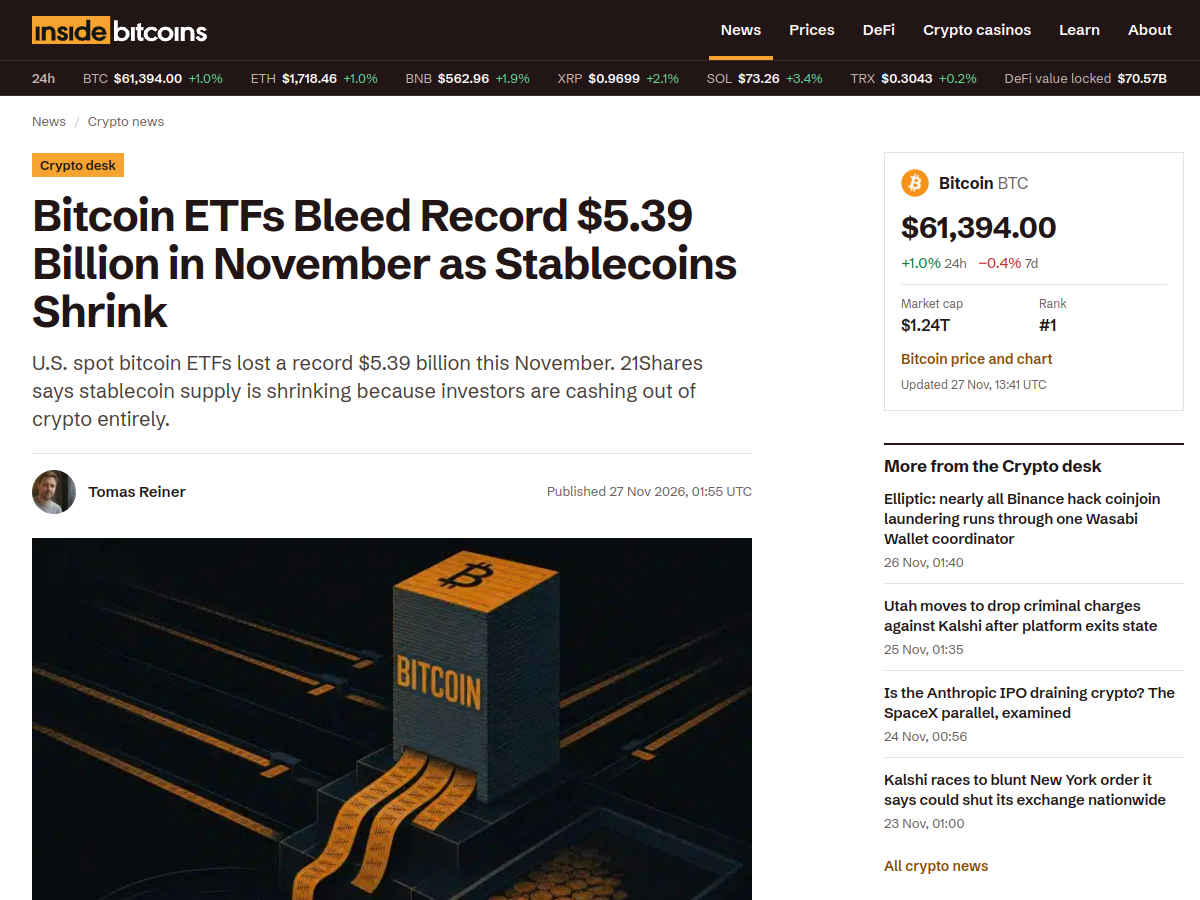 inside bitcoins
News Prices DeFi Crypto casinos Learn About
24h BTC $61,394.00 +1.0% ETH $1,718.46 +1.0% BNB $562.96 +1.9% XRP $0.9699 +2.1% SOL $73.26 +3.4% TRX $0.3043 +0.2% DeFi value locked $70.57B
News / Crypto news
Crypto desk
Bitcoin ETFs Bleed Record $5.39
Billion in November as Stablecoins
Shrink
U.S. spot bitcoin ETFs lost a record $5.39 billion this November. 21Shares
says stablecoin supply is shrinking because investors are cashing out of
crypto entirely.
Tomas Reiner
Published 27 Nov 2026, 01:55 UTC
BITCOIN
Bitcoin BTC
$61,394.00
+1.0% 24h −0.4% 7d
Market cap Rank
$1.24T #1
Bitcoin price and chart
Updated 27 Nov, 13:41 UTC
More from the Crypto desk
Elliptic: nearly all Binance hack coinjoin
laundering runs through one Wasabi
Wallet coordinator
26 Nov, 01:40
Utah moves to drop criminal charges
against Kalshi after platform exits state
25 Nov, 01:35
Is the Anthropic IPO draining crypto? The
SpaceX parallel, examined
24 Nov, 00:56
Kalshi races to blunt New York order it
says could shut its exchange nationwide
23 Nov, 01:00
All crypto news